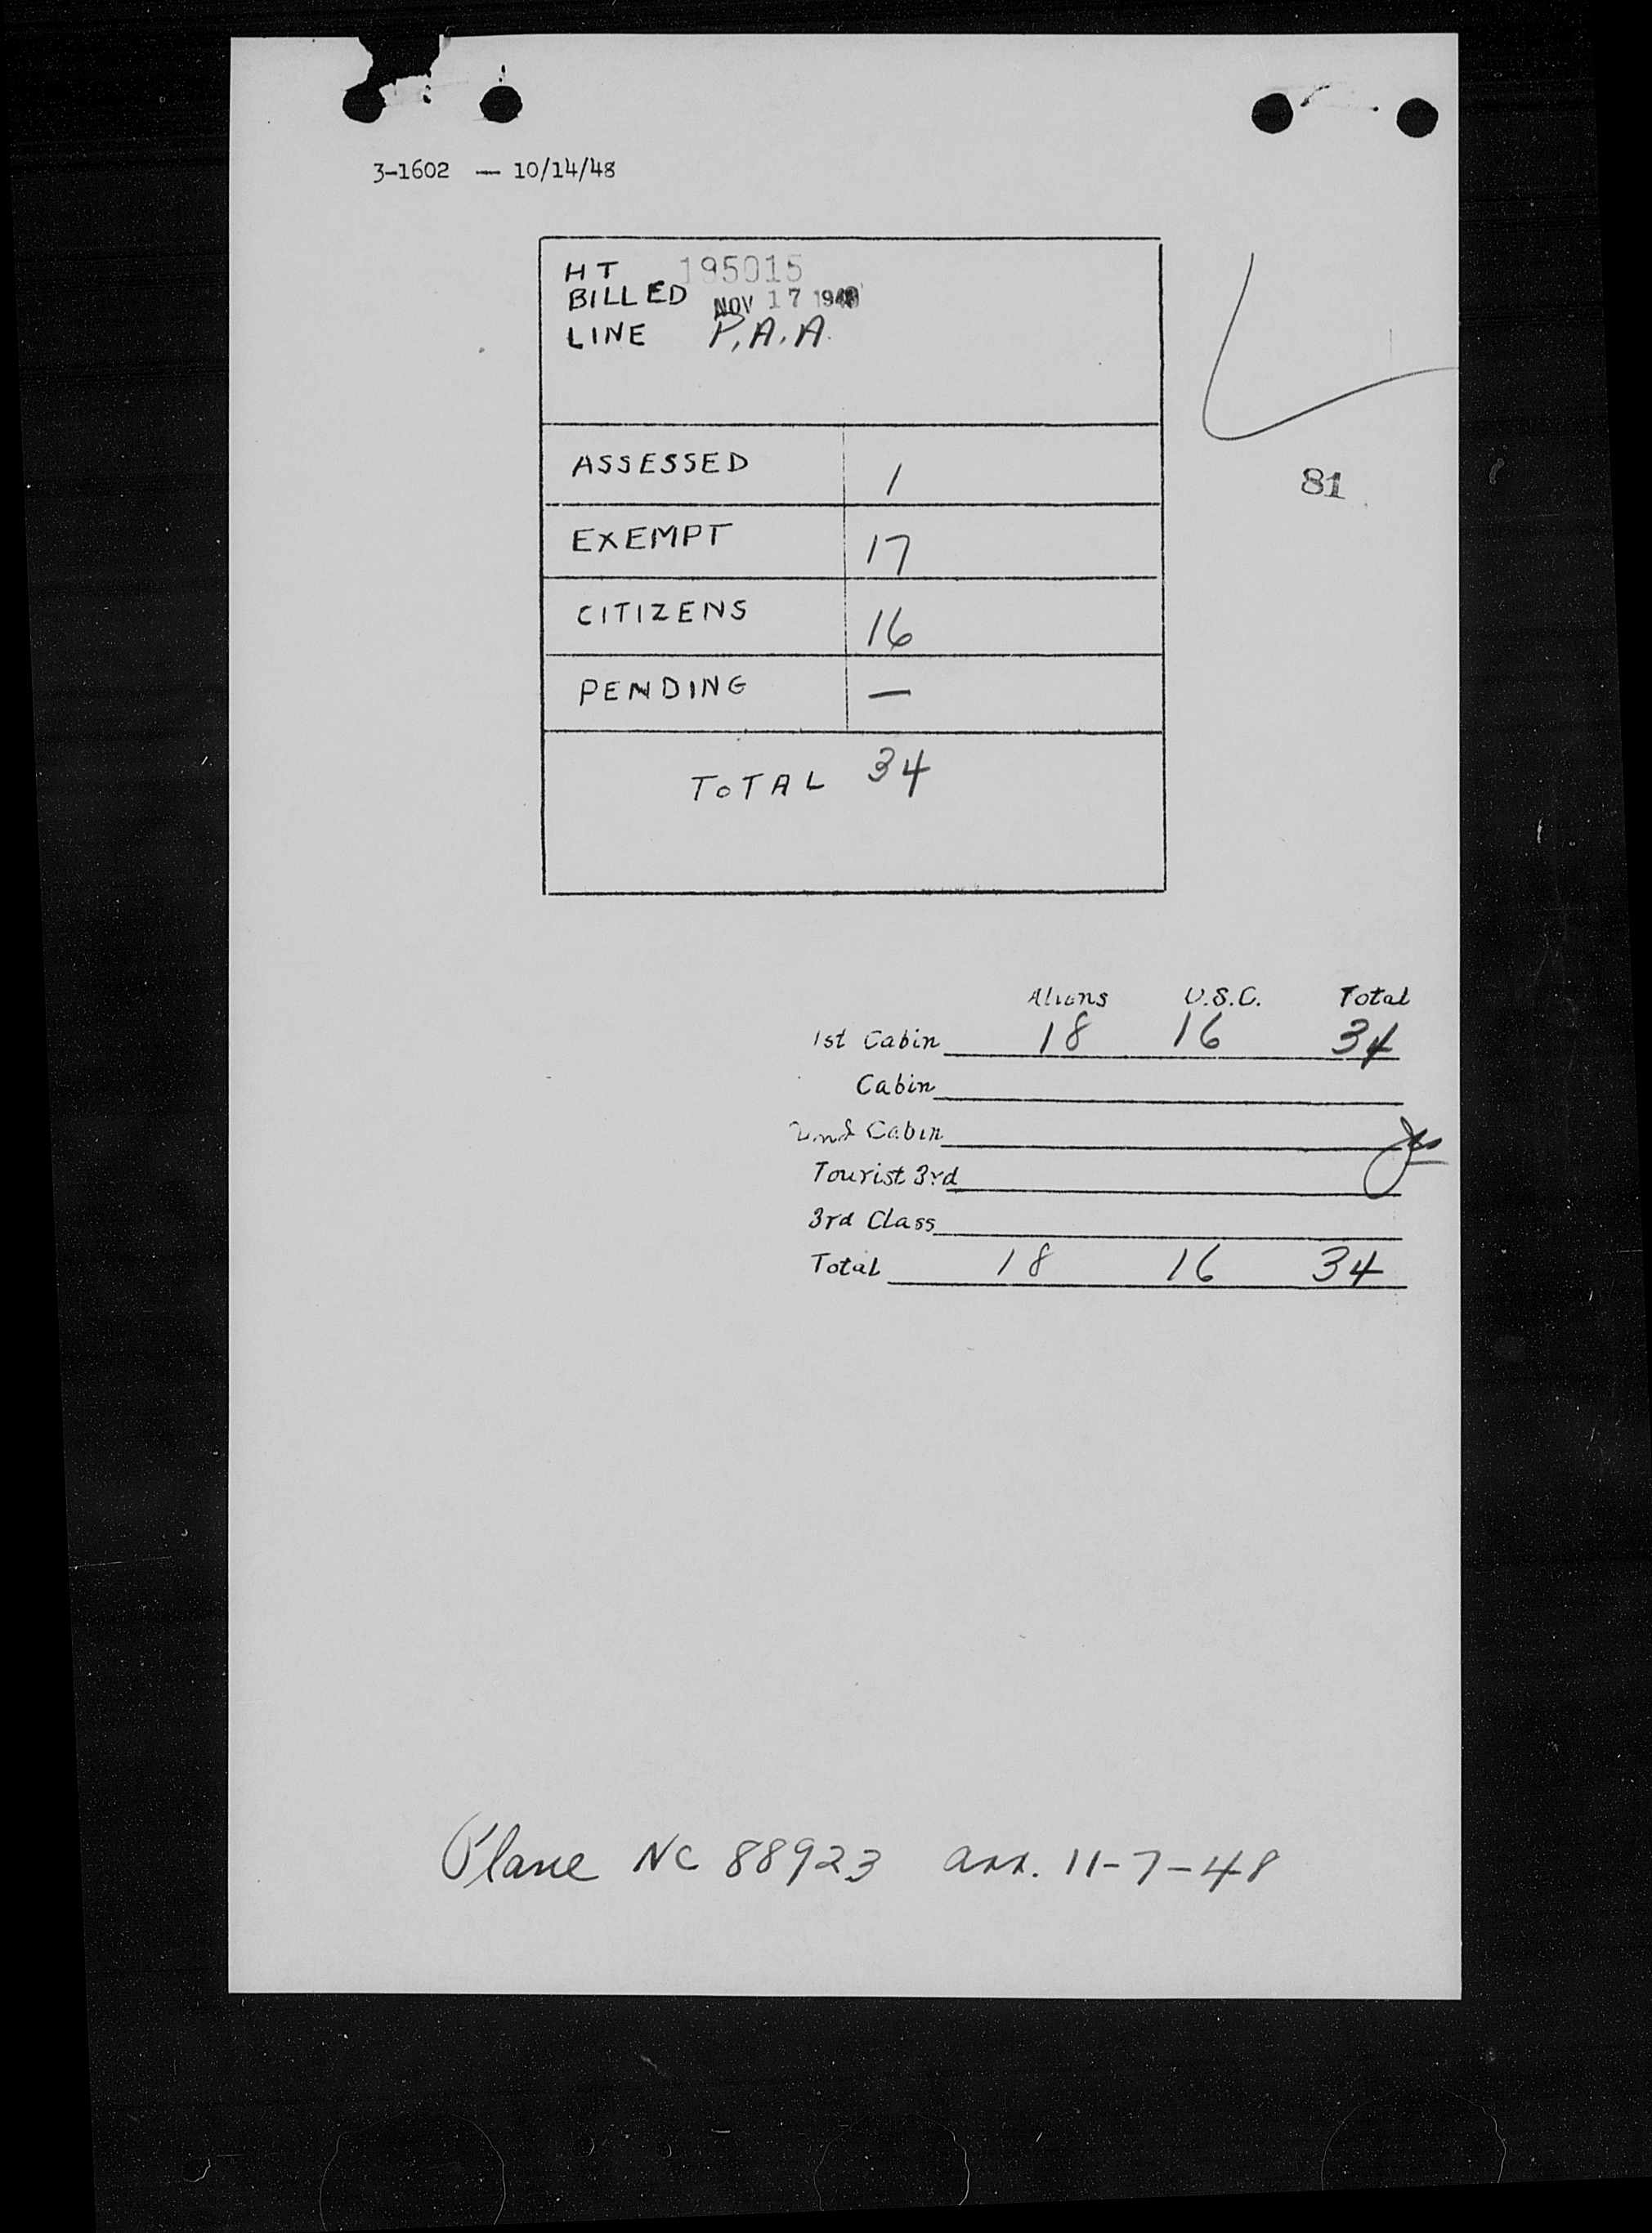 3-1602 — 10/14/48
HT 195015
BILLED NOV 17 1948
LINE P.A.A.
81
ASSESSED 1
EXEMPT 17
CITIZENS 16
PENDING —
TOTAL 34
Aliens U.S.C. Total
1st Cabin 18 16 34
Cabin
2nd Cabin
Tourist 3rd
3rd Class
Total 18 16 34
Plane NC 88923 arr. 11-7-48